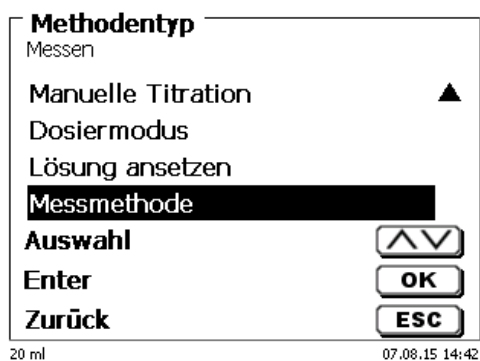 Methodentyp
Messen
Manuelle Titration
Dosiermodus
Lösung ansetzen
Messmethode
Auswahl
Enter OK
Zurück ESC
20 ml 07.08.15 14:42